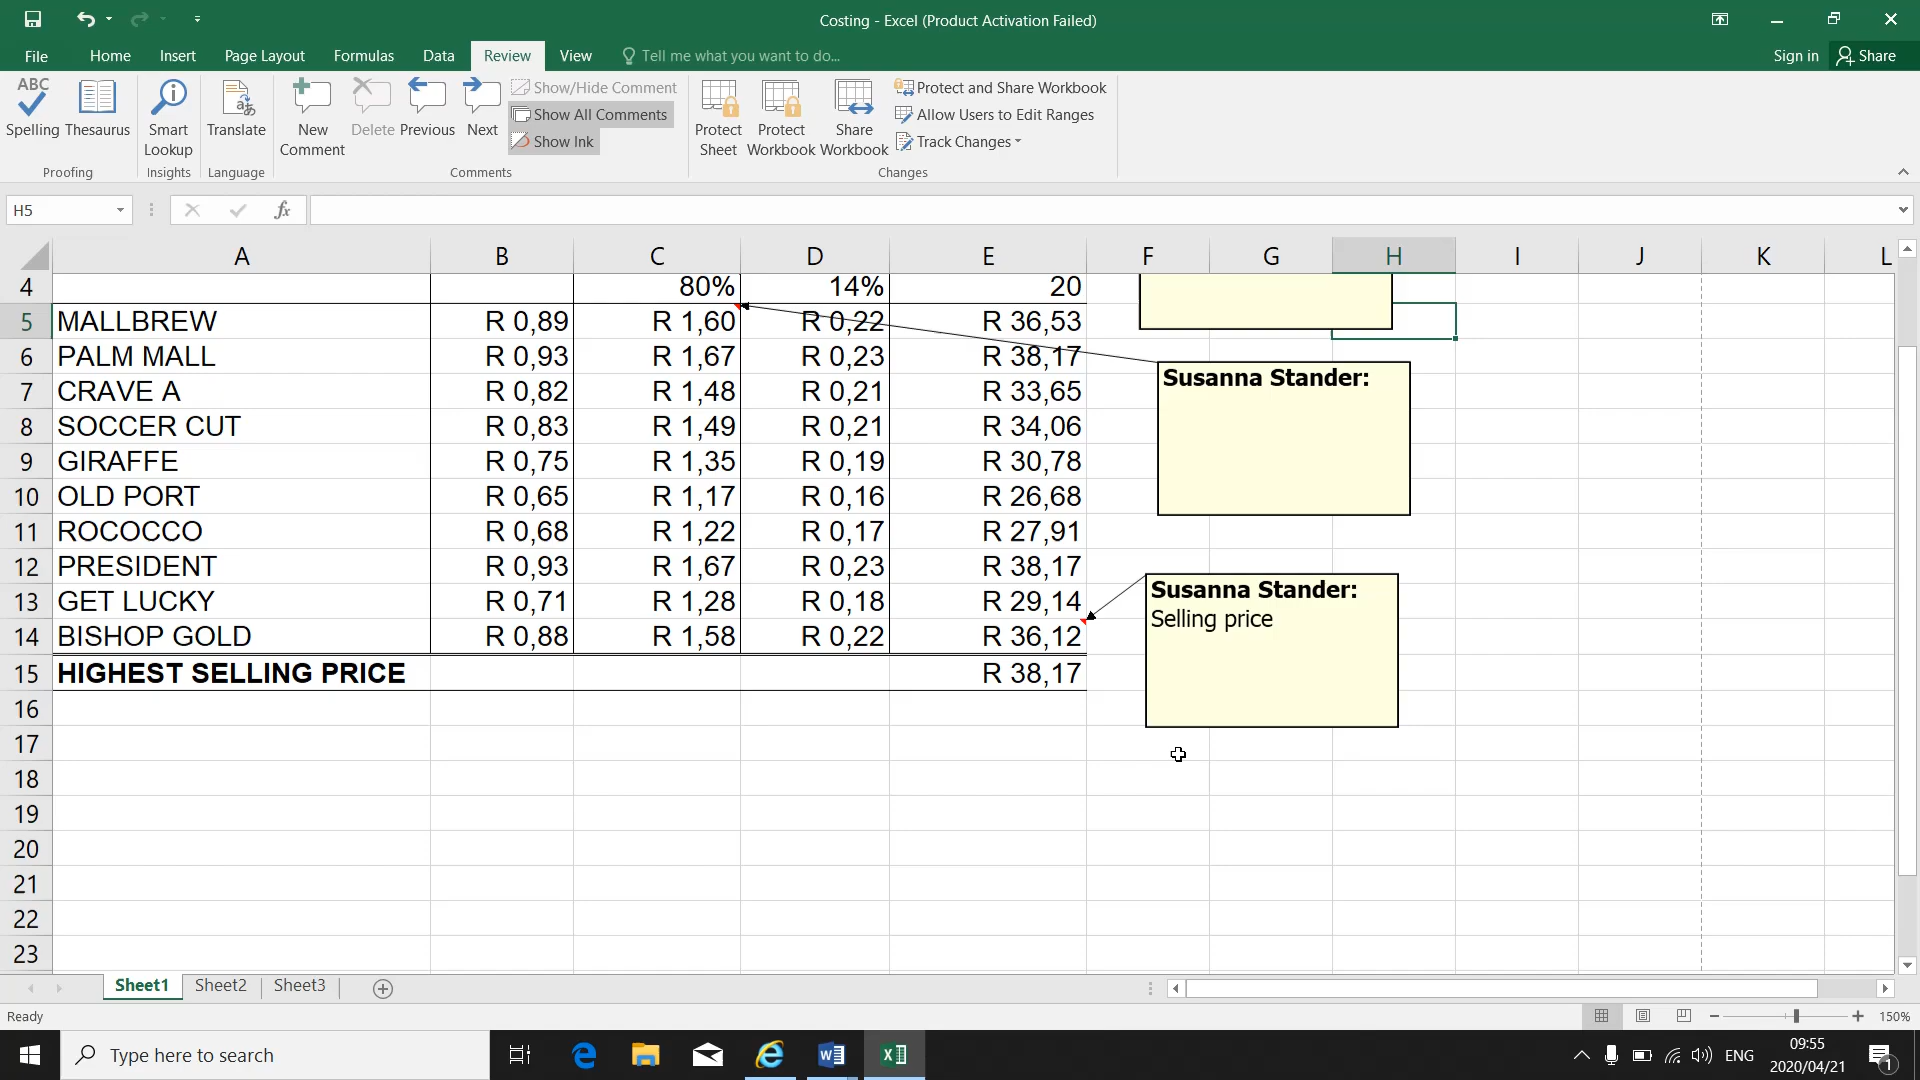 Costing - Excel (Product Activation Failed)
File Home Insert Page Layout Formulas Data Review View Tell me what you want to do... Sign in Share
ABC
Spelling Thesaurus
Proofing
Smart Lookup
Insights
Translate
Language
New Comment
Delete Previous Next
Show/Hide Comment
Show All Comments
Show Ink
Comments
Protect Sheet
Protect Workbook
Share Workbook
Protect and Share Workbook
Allow Users to Edit Ranges
Track Changes
Changes
H5 fx
A B C D E F G H I J K L
4 80% 14% 20
5 MALLBREW R 0,89 R 1,60 R 0,22 R 36,53
6 PALM MALL R 0,93 R 1,67 R 0,23 R 38,17
7 CRAVE A R 0,82 R 1,48 R 0,21 R 33,65
8 SOCCER CUT R 0,83 R 1,49 R 0,21 R 34,06
9 GIRAFFE R 0,75 R 1,35 R 0,19 R 30,78
10 OLD PORT R 0,65 R 1,17 R 0,16 R 26,68
11 ROCOCCO R 0,68 R 1,22 R 0,17 R 27,91
12 PRESIDENT R 0,93 R 1,67 R 0,23 R 38,17
13 GET LUCKY R 0,71 R 1,28 R 0,18 R 29,14
14 BISHOP GOLD R 0,88 R 1,58 R 0,22 R 36,12
15 HIGHEST SELLING PRICE R 38,17
16
17
18
19
20
21
22
23
Susanna Stander:
Susanna Stander:
Selling price
Sheet1 Sheet2 Sheet3
Ready 150%
Type here to search
ENG
09:55
2020/04/21
1